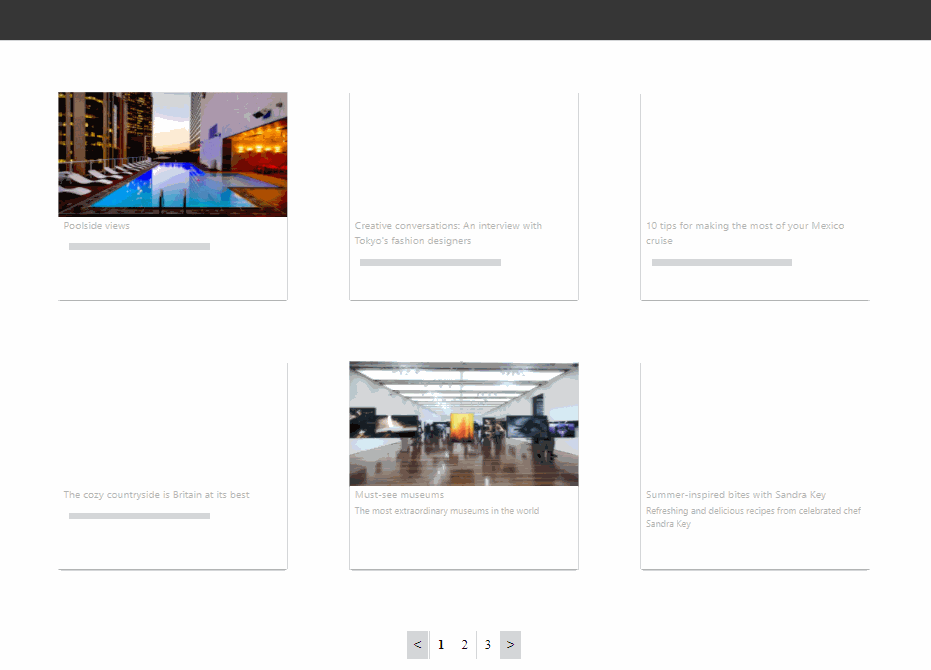 Poolside views
Creative conversations: An interview with
Tokyo's fashion designers
10 tips for making the most of your Mexico
cruise
The cozy countryside is Britain at its best
Must-see museums
The most extraordinary museums in the world
Summer-inspired bites with Sandra Key
Refreshing and delicious recipes from celebrated chef
Sandra Key
< 1 2 3 >